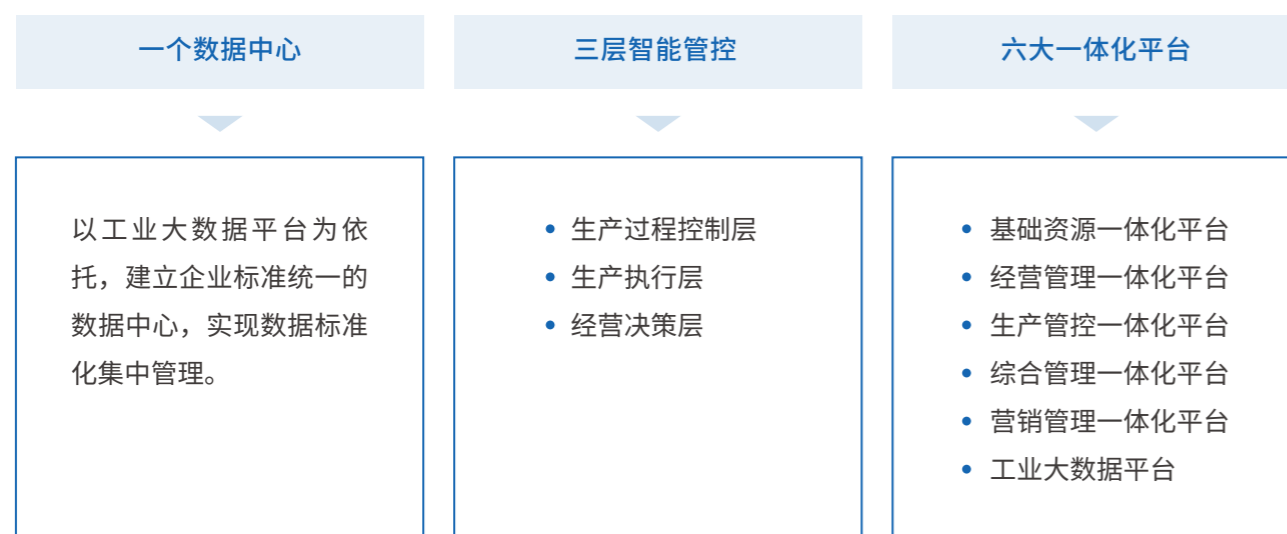 一个数据中心
以工业大数据平台为依
托，建立企业标准统一的
数据中心，实现数据标准
化集中管理。
三层智能管控
生产过程控制层
生产执行层
经营决策层
六大一体化平台
基础资源一体化平台
经营管理一体化平台
生产管控一体化平台
综合管理一体化平台
营销管理一体化平台
工业大数据平台